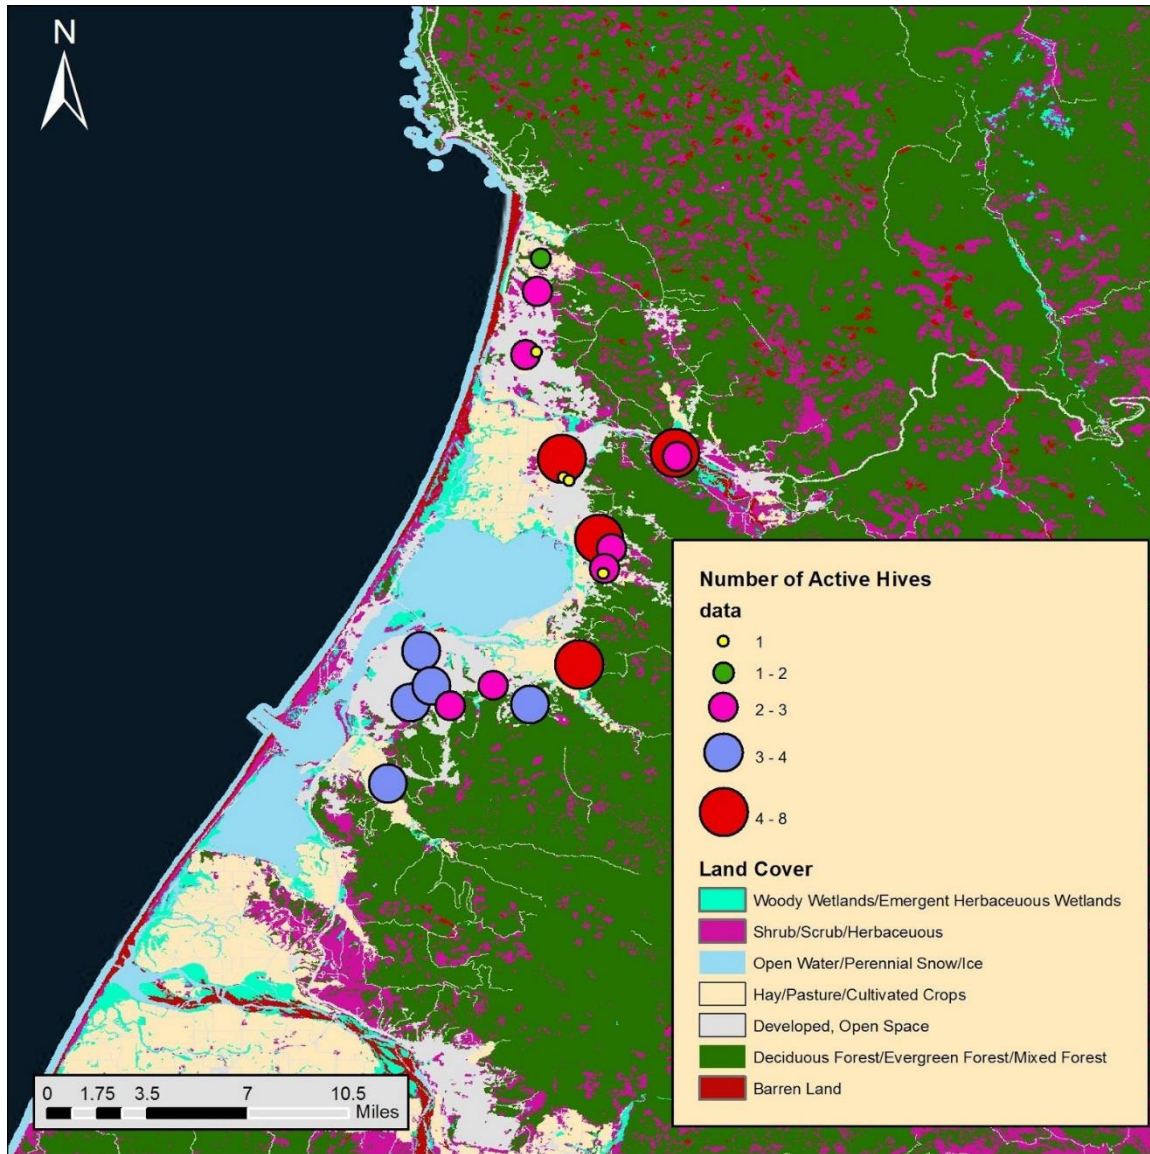 N
Number of Active Hives
data
1
1 - 2
2 - 3
3 - 4
4 - 8
Land Cover
Woody Wetlands/Emergent Herbaceuous Wetlands
Shrub/Scrub/Herbaceuous
Open Water/Perennial Snow/Ice
Hay/Pasture/Cultivated Crops
Developed, Open Space
Deciduous Forest/Evergreen Forest/Mixed Forest
Barren Land
0 1.75 3.5 7 10.5
Miles